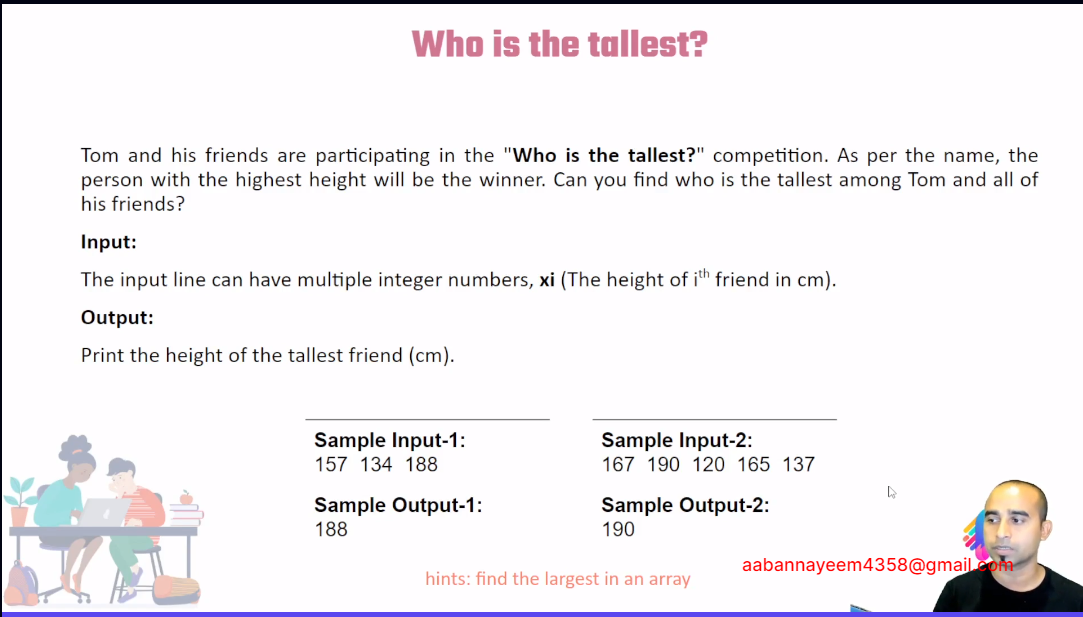 Who is the tallest?
Tom and his friends are participating in the "Who is the tallest?" competition. As per the name, the
person with the highest height will be the winner. Can you find who is the tallest among Tom and all of
his friends?
Input:
The input line can have multiple integer numbers, xi (The height of ith friend in cm).
Output:
Print the height of the tallest friend (cm).
Sample Input-1:
157 134 188
Sample Output-1:
188
Sample Input-2:
167 190 120 165 137
Sample Output-2:
190
hints: find the largest in an array
aabannayeem4358@gmail.com